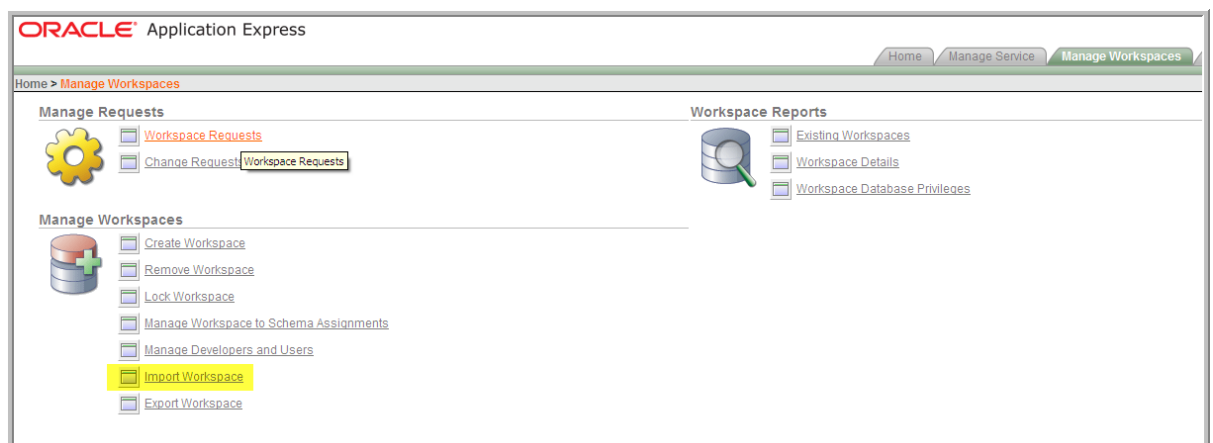 ORACLE Application Express
Home Manage Service Manage Workspaces
Home > Manage Workspaces
Manage Requests
Workspace Requests
Change Requests
Workspace Requests
Manage Workspaces
Create Workspace
Remove Workspace
Lock Workspace
Manage Workspace to Schema Assignments
Manage Developers and Users
Import Workspace
Export Workspace
Workspace Reports
Existing Workspaces
Workspace Details
Workspace Database Privileges